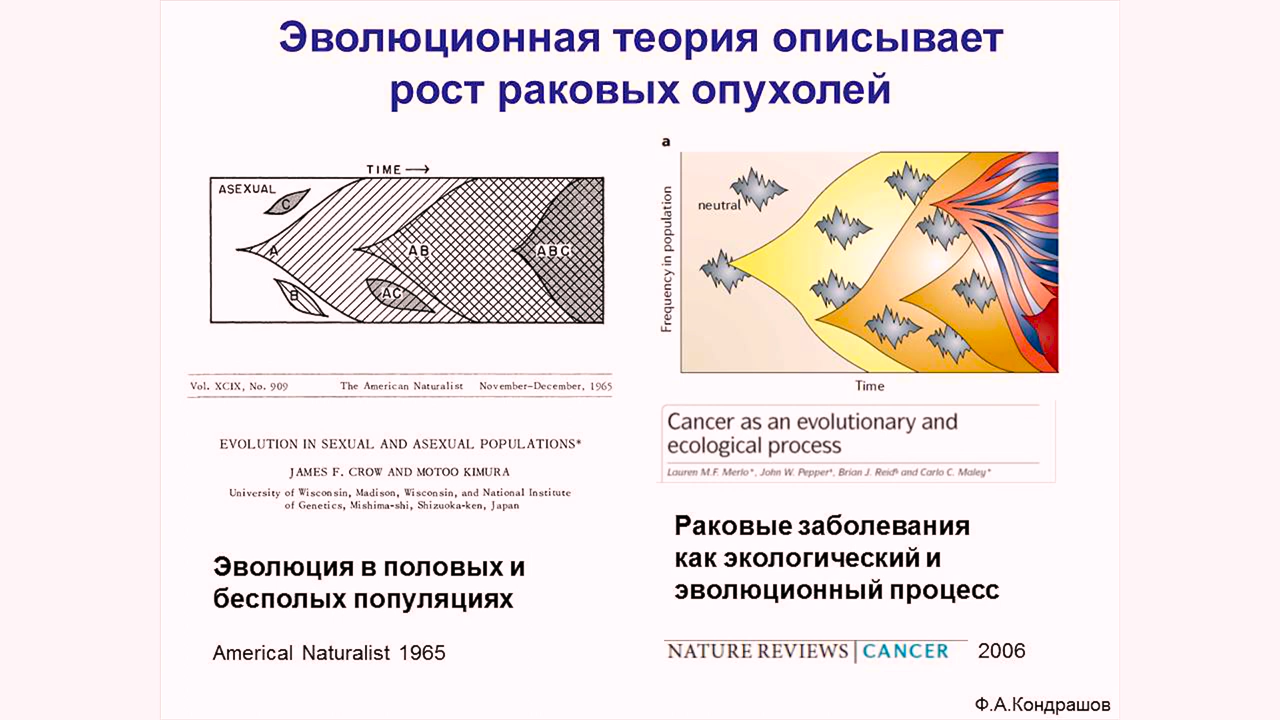 Эволюционная теория описывает
рост раковых опухолей
TIME →
ASEXUAL
C
A
AB
ABC
B
AC
Vol. XCIX, No. 909 The American Naturalist November-December, 1965
EVOLUTION IN SEXUAL AND ASEXUAL POPULATIONS*
JAMES F. CROW AND MOTOO KIMURA
University of Wisconsin, Madison, Wisconsin, and National Institute
of Genetics, Mishima-shi, Shizuoka-ken, Japan
Эволюция в половых и
бесполых популяциях
Americal Naturalist 1965
a
neutral
Frequency in population
Time
Cancer as an evolutionary and
ecological process
Lauren M.F. Merlo*, John W. Pepper‡, Brian J. Reid§ and Carlo C. Maley*
Раковые заболевания
как экологический и
эволюционный процесс
NATURE REVIEWS | CANCER 2006
Ф.А.Кондрашов